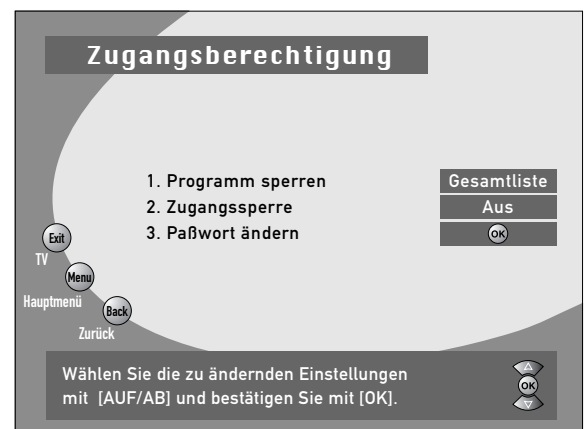 Zugangsberechtigung
1. Programm sperren
Gesamtliste
2. Zugangssperre
Aus
3. Paßwort ändern
OK
Exit
TV
Menu
Hauptmenü
Back
Zurück
Wählen Sie die zu ändernden Einstellungen
mit [AUF/AB] und bestätigen Sie mit [OK].
OK